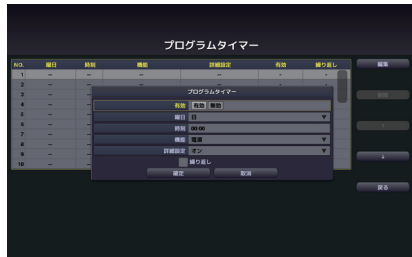 プログラムタイマー
NO. 曜日 時刻 機能 詳細設定 有効 繰り返し
編集
1 -- -- -- -- - -
2 -- -- -- -- - -
削除
3 -- --
プログラムタイマー
4 -- --
有効 有効 無効
5 -- --
曜日 日 ▼
↑
6 -- --
時刻 00:00
7 -- --
機能 電源 ▼
8 -- --
詳細設定 オン ▼
↓
9 -- --
繰り返し
10 -- --
確定 取消
戻る